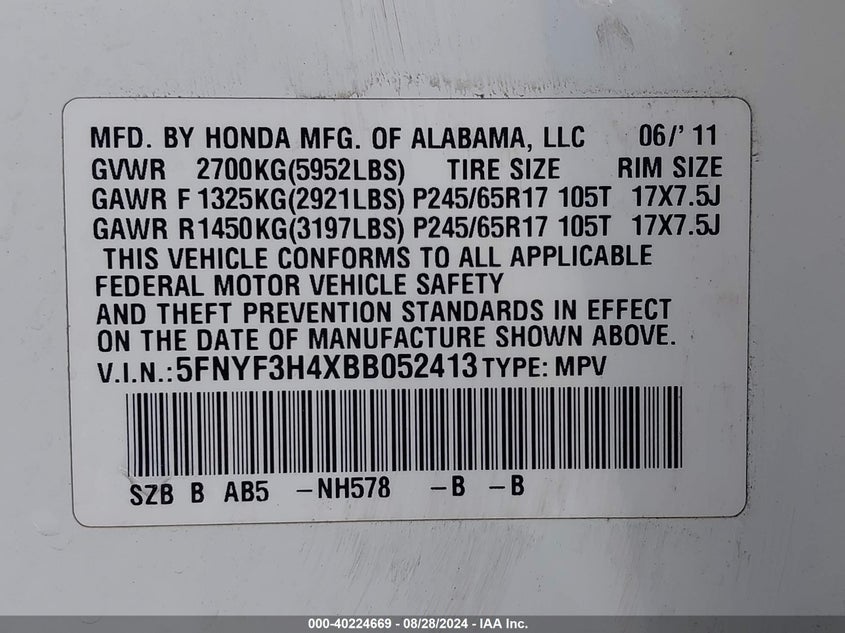 MFD. BY HONDA MFG. OF ALABAMA, LLC 06/' 11
GVWR 2700KG(5952LBS) TIRE SIZE RIM SIZE
GAWR F 1325KG(2921LBS) P245/65R17 105T 17X7.5J
GAWR R1450KG(3197LBS) P245/65R17 105T 17X7.5J
THIS VEHICLE CONFORMS TO ALL APPLICABLE
FEDERAL MOTOR VEHICLE SAFETY
AND THEFT PREVENTION STANDARDS IN EFFECT
ON THE DATE OF MANUFACTURE SHOWN ABOVE.
V.I.N.:5FNYF3H4XBB052413 TYPE: MPV
SZB B AB5 –NH578 –B –B
000-40224669 - 08/28/2024 - IAA Inc.